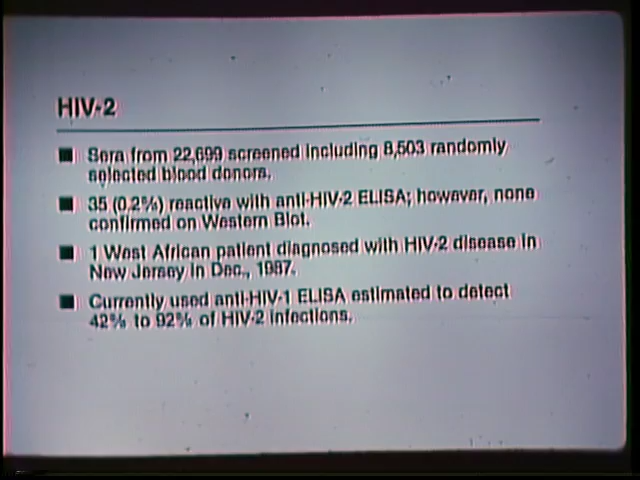 HIV-2
■ Sera from 22,699 screened including 8,503 randomly
selected blood donors.
■ 35 (0.2%) reactive with anti-HIV-2 ELISA; however, none
confirmed on Western Blot.
■ 1 West African patient diagnosed with HIV-2 disease in
New Jersey in Dec., 1987.
■ Currently used anti-HIV-1 ELISA estimated to detect
42% to 92% of HIV-2 infections.